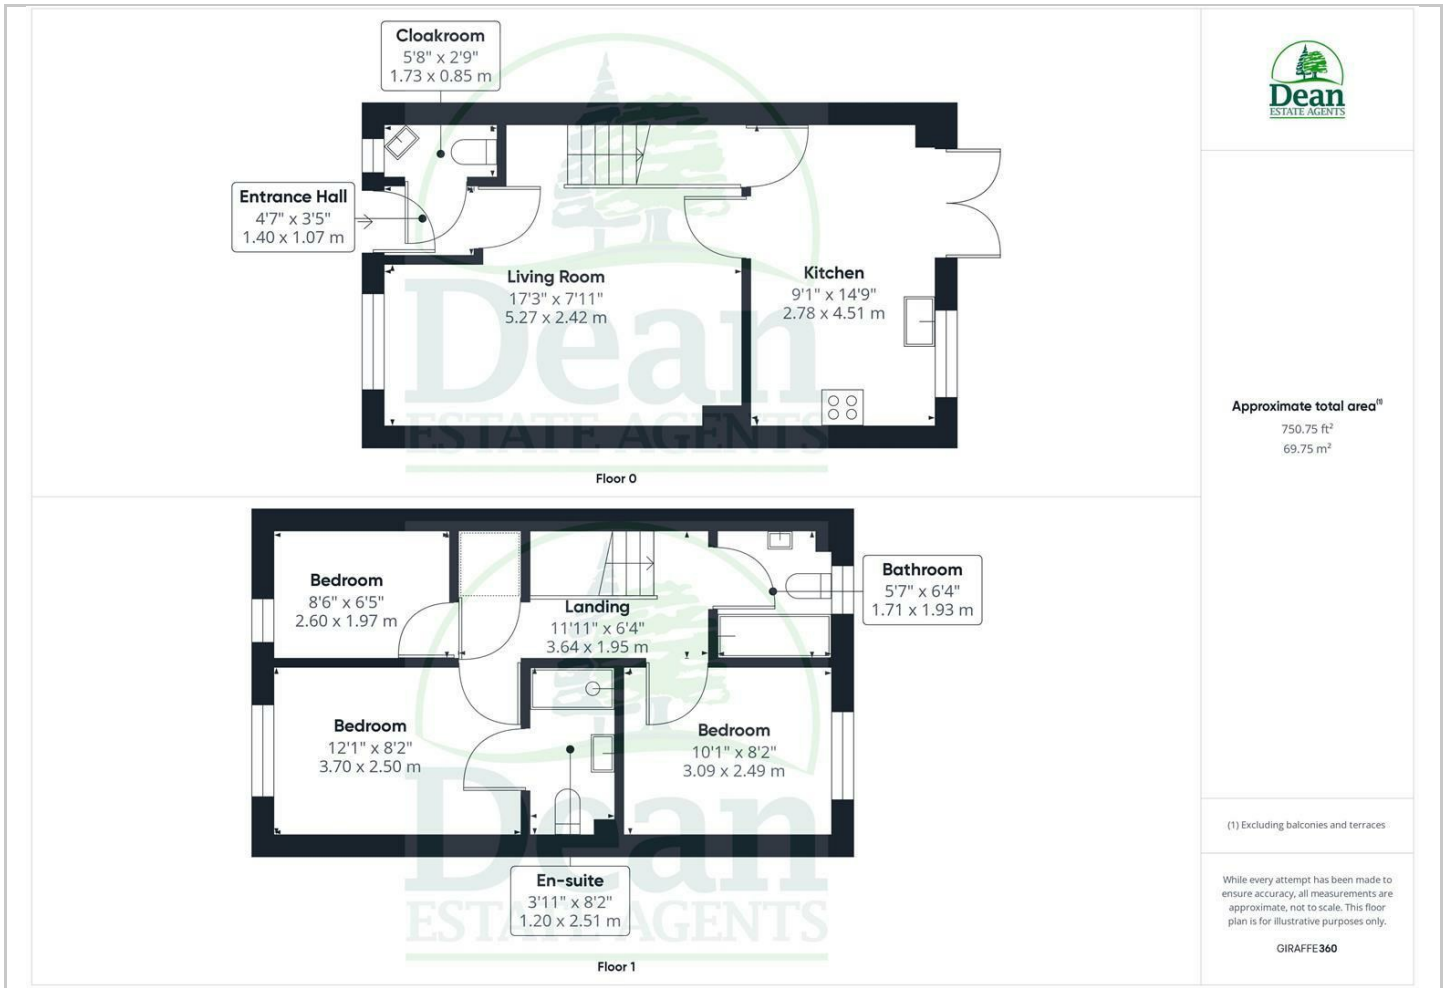 Cloakroom
5'8" x 2'9"
1.73 x 0.85 m
Entrance Hall
4'7" x 3'5"
1.40 x 1.07 m
Living Room
17'3" x 7'11"
5.27 x 2.42 m
Kitchen
9'1" x 14'9"
2.78 x 4.51 m
Dean
ESTATE AGENTS
Floor 0
Bedroom
8'6" x 6'5"
2.60 x 1.97 m
Landing
11'11" x 6'4"
3.64 x 1.95 m
Bathroom
5'7" x 6'4"
1.71 x 1.93 m
Bedroom
12'1" x 8'2"
3.70 x 2.50 m
Bedroom
10'1" x 8'2"
3.09 x 2.49 m
En-suite
3'11" x 8'2"
1.20 x 2.51 m
Dean
ESTATE AGENTS
Floor 1
Dean
ESTATE AGENTS
Approximate total area(1)
750.75 ft²
69.75 m²
(1) Excluding balconies and terraces
While every attempt has been made to
ensure accuracy, all measurements are
approximate, not to scale. This floor
plan is for illustrative purposes only.
GIRAFFE360